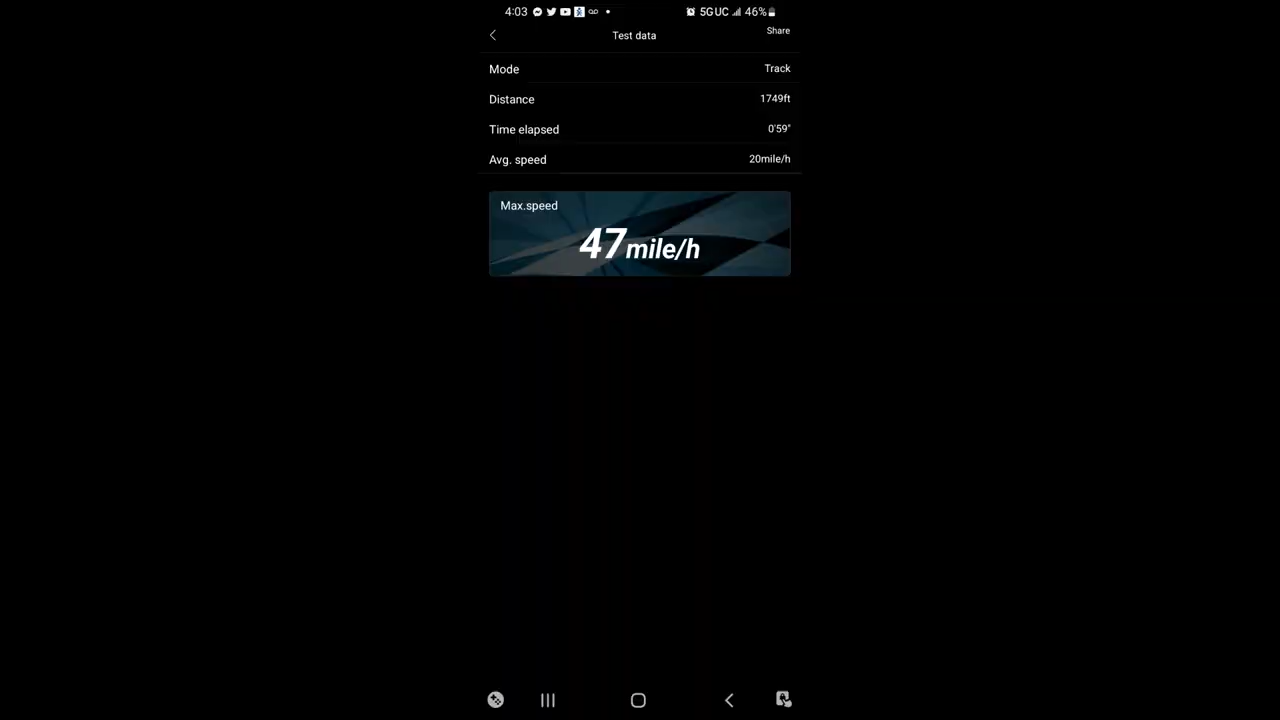 4:03 5GUC 46%
Test data Share
Mode Track
Distance 1749ft
Time elapsed 0'59"
Avg. speed 20mile/h
Max.speed
47mile/h